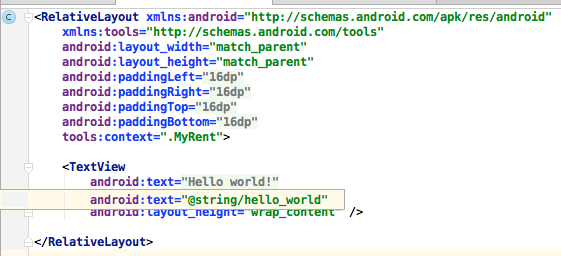 C
<RelativeLayout xmlns:android="http://schemas.android.com/apk/res/android"
xmlns:tools="http://schemas.android.com/tools"
android:layout_width="match_parent"
android:layout_height="match_parent"
android:paddingLeft="16dp"
android:paddingRight="16dp"
android:paddingTop="16dp"
android:paddingBottom="16dp"
tools:context=".MyRent">
<TextView
android:text="Hello world!"
android:text="@string/hello_world"
android:layout_height="wrap_content" />
</RelativeLayout>